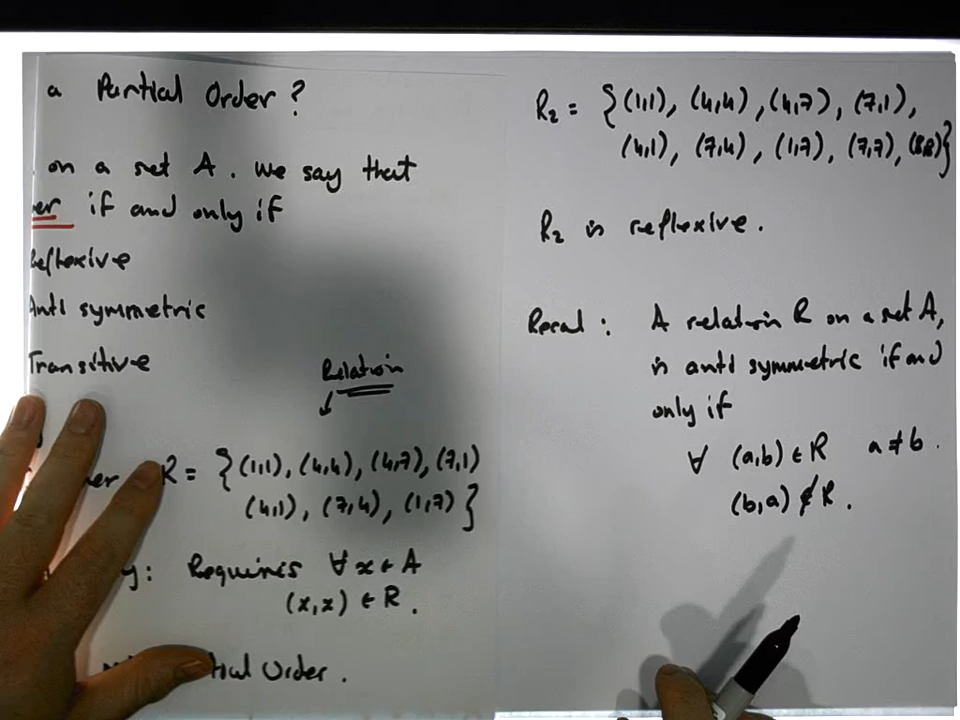 a Partial Order?
on a set A. We say that
er if and only if
Reflexive
Anti symmetric
Transitive
Relation
R = {(1,1), (4,4), (4,7), (7,1)
(4,1), (7,4), (1,7)}
y: Requires ∀x∈A
(x,x) ∈ R.
tial Order.
R₂ = {(1,1), (4,4), (4,7), (7,1),
(4,1), (7,4), (1,7), (7,7), (8,8)}
R₂ is reflexive.
Recal: A relation R on a set A,
is anti symmetric if and
only if
∀ (a,b) ∈ R a≠b.
(b,a) ∉ R.